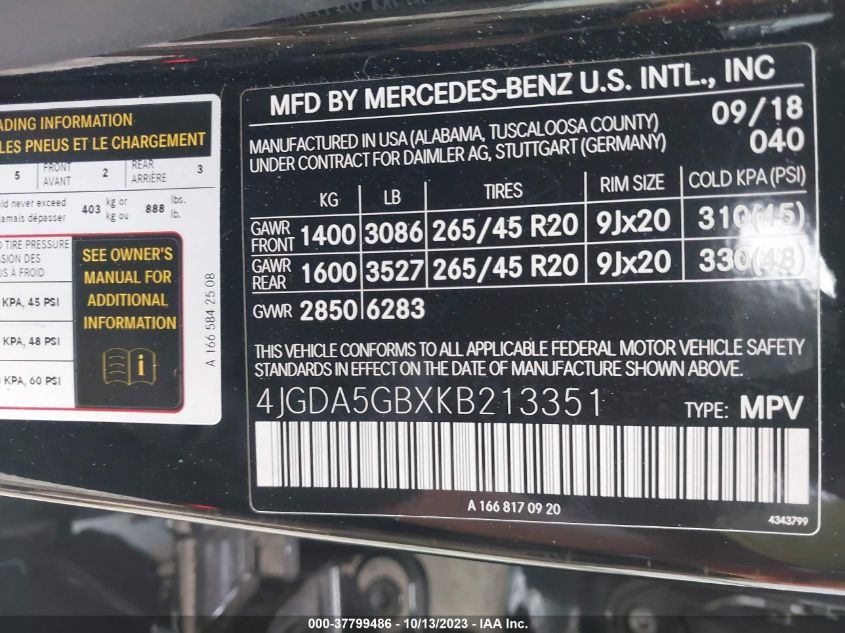 ADING INFORMATION
LES PNEUS ET LE CHARGEMENT
5 FRONT AVANT 2 REAR ARRIÈRE 3
ld never exceed
amais dépasser 403 kg or kg ou 888 lbs. lb.
TIRE PRESSURE
SION DES
S À FROID
KPA, 45 PSI
KPA, 48 PSI
KPA, 60 PSI
SEE OWNER'S
MANUAL FOR
ADDITIONAL
INFORMATION
i
A 166 584 25 08
MFD BY MERCEDES-BENZ U.S. INTL., INC
MANUFACTURED IN USA (ALABAMA, TUSCALOOSA COUNTY) 09/18
UNDER CONTRACT FOR DAIMLER AG, STUTTGART (GERMANY) 040
KG LB TIRES RIM SIZE COLD KPA (PSI)
GAWR FRONT 1400 3086 265/45 R20 9Jx20 310(45)
GAWR REAR 1600 3527 265/45 R20 9Jx20 330(48)
GVWR 2850 6283
THIS VEHICLE CONFORMS TO ALL APPLICABLE FEDERAL MOTOR VEHICLE SAFETY
STANDARDS IN EFFECT ON THE DATE OF MANUFACTURE SHOWN ABOVE.
4JGDA5GBXKB213351 TYPE: MPV
A 166 817 09 20
4343799
000-37799486 - 10/13/2023 - IAA Inc.